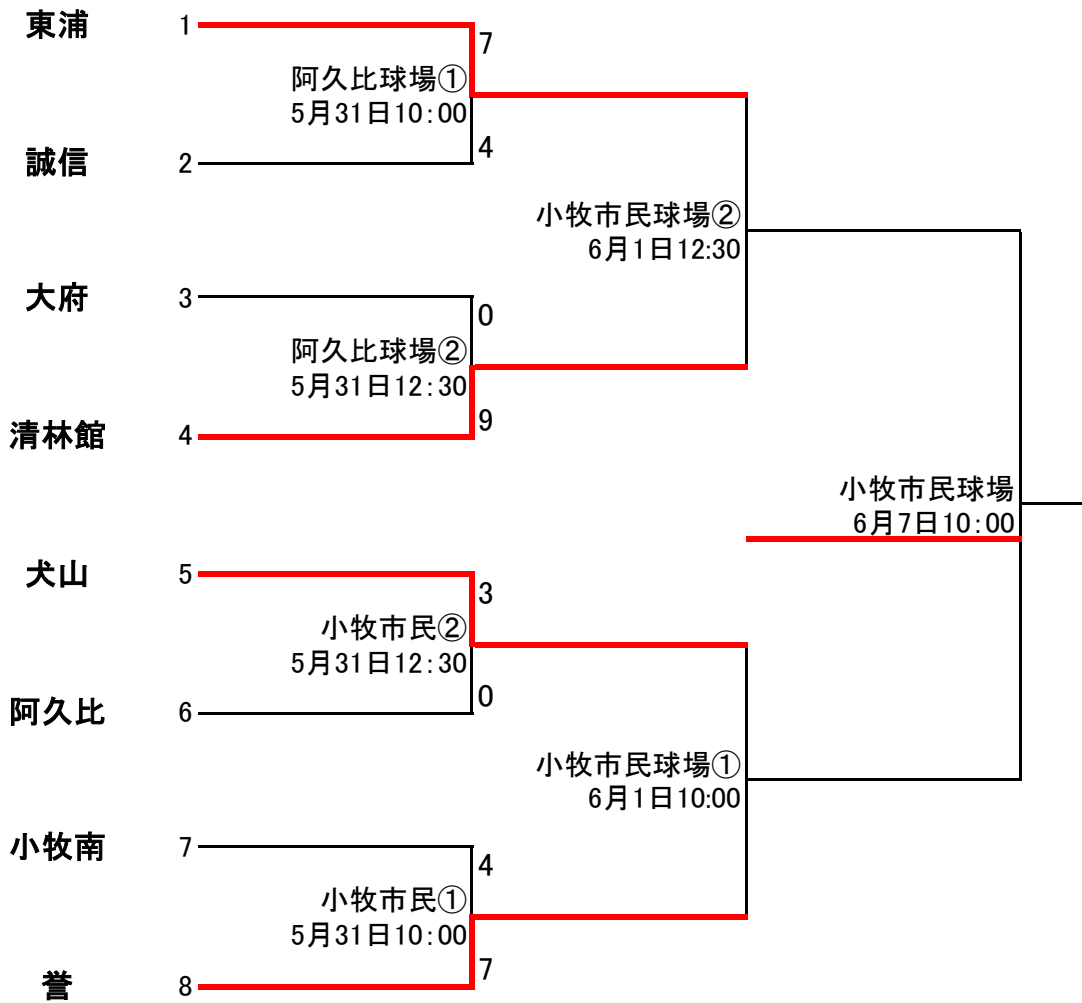 東浦 1
7
阿久比球場①
5月31日10:00
4
誠信 2
小牧市民球場②
6月1日12:30
大府 3
0
阿久比球場②
5月31日12:30
9
清林館 4
小牧市民球場
6月7日10:00
犬山 5
3
小牧市民②
5月31日12:30
0
阿久比 6
小牧市民球場①
6月1日10:00
小牧南 7
4
小牧市民①
5月31日10:00
7
誉 8